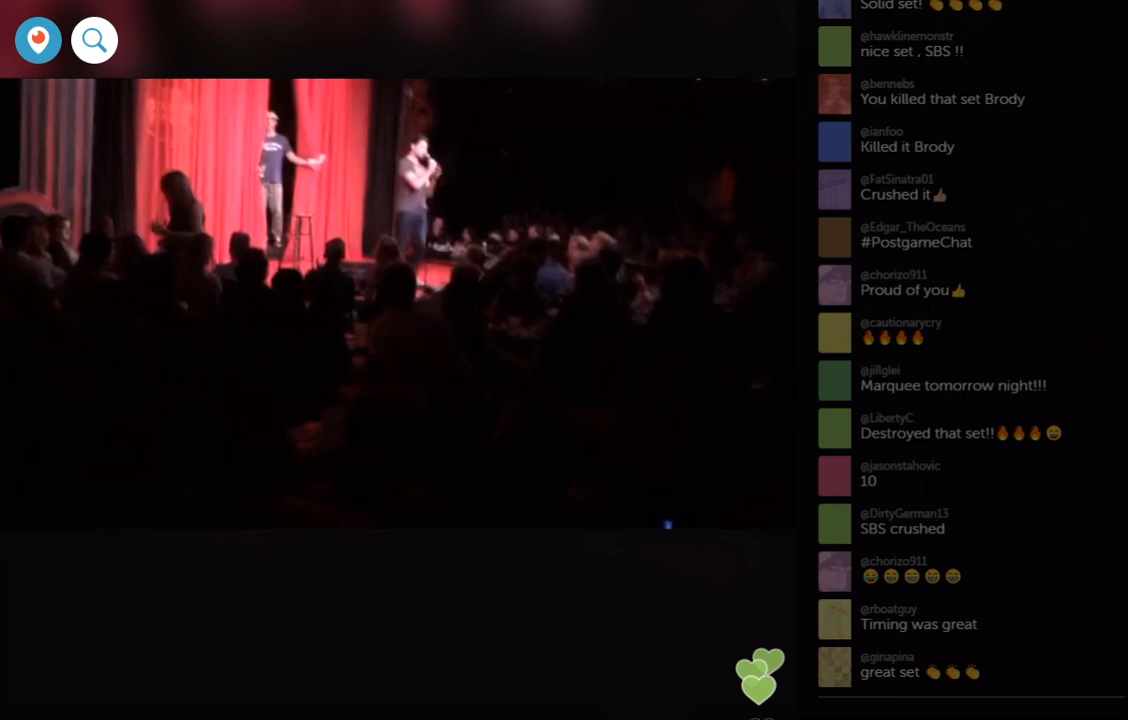 Solid set! 👏👏👏👏
@hawklinemonstr
nice set , SBS !!
@bennebs
You killed that set Brody
@ianfoo
Killed it Brody
@FatSinatra01
Crushed it👍
@Edgar_TheOceans
#PostgameChat
@chorizo911
Proud of you👍
@cautionarycry
🔥🔥🔥🔥
@jillglei
Marquee tomorrow night!!!
@LibertyC
Destroyed that set!!🔥🔥🔥😄
@jasonstahovic
10
@DirtyGerman13
SBS crushed
@chorizo911
😂😁😁😁😁
@rboatguy
Timing was great
@ginapina
great set 👏👏👏